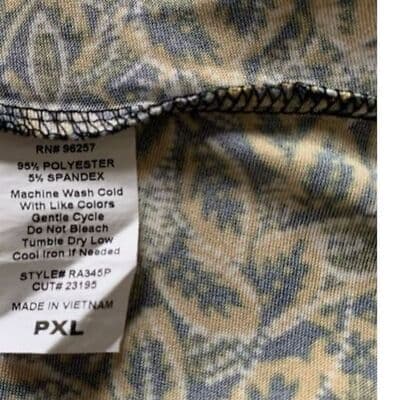 RN# 96257
95% POLYESTER
5% SPANDEX
Machine Wash Cold
With Like Colors
Gentle Cycle
Do Not Bleach
Tumble Dry Low
Cool Iron If Needed
STYLE# RA345P
CUT# 23195
MADE IN VIETNAM
PXL